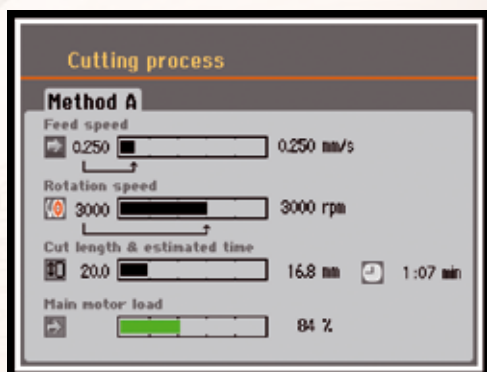 Cutting process
Method A
Feed speed
0.250 0.250 mm/s
Rotation speed
3000 3000 rpm
Cut length & estimated time
20.0 16.8 mm 1:07 min
Main motor load
84 %